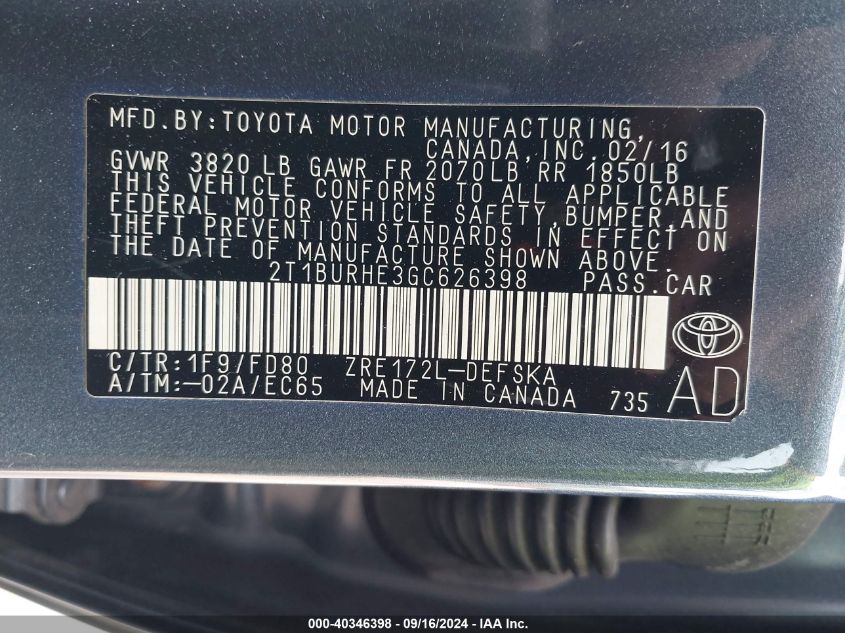 MFD.BY:TOYOTA MOTOR MANUFACTURING,
CANADA,INC.02/16
GVWR 3820 LB GAWR FR 2070LB RR 1850LB
THIS VEHICLE CONFORMS TO ALL APPLICABLE
FEDERAL MOTOR VEHICLE SAFETY,BUMPER,AND
THEFT PREVENTION STANDARDS IN EFFECT ON
THE DATE OF MANUFACTURE SHOWN ABOVE.
2T1BURHE3GC626398 PASS.CAR
C/TR:1F9/FD80 ZRE172L-DEFSKA
A/TM:-02A/EC65 MADE IN CANADA 735 AD
000-40346398 - 09/16/2024 - IAA Inc.